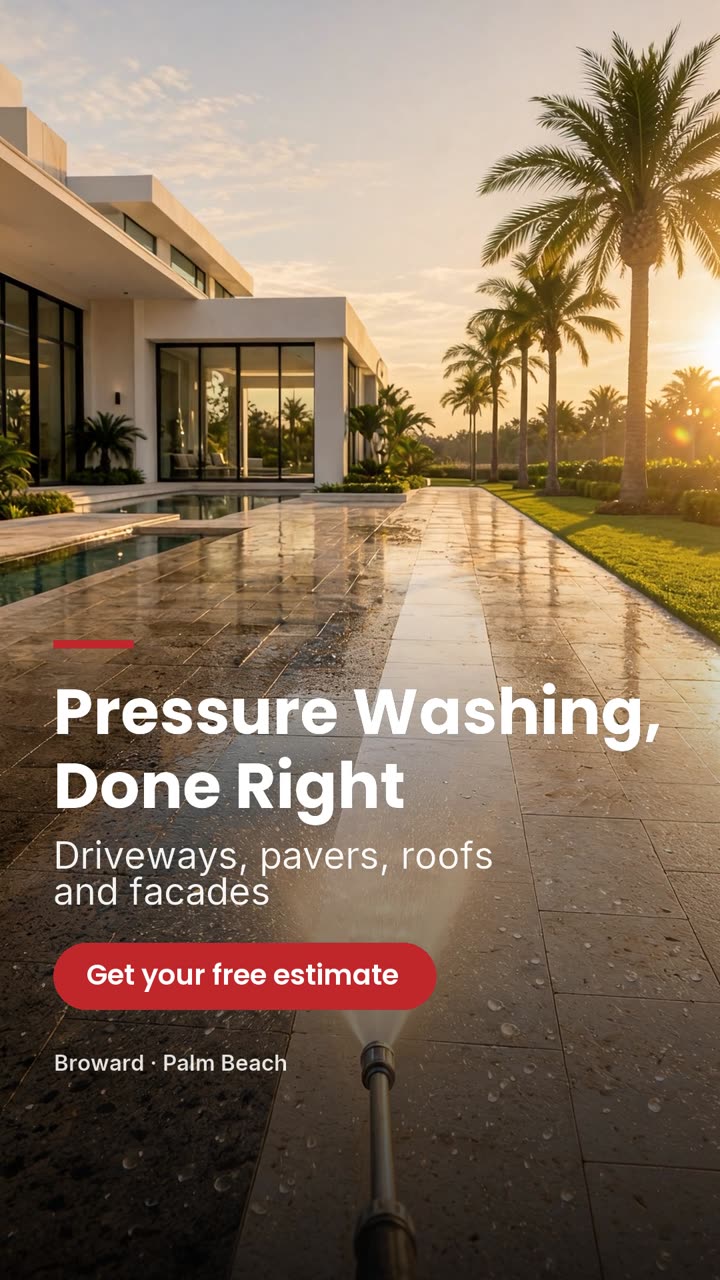 Pressure Washing,
Done Right
Driveways, pavers, roofs
and facades
Get your free estimate
Broward · Palm Beach